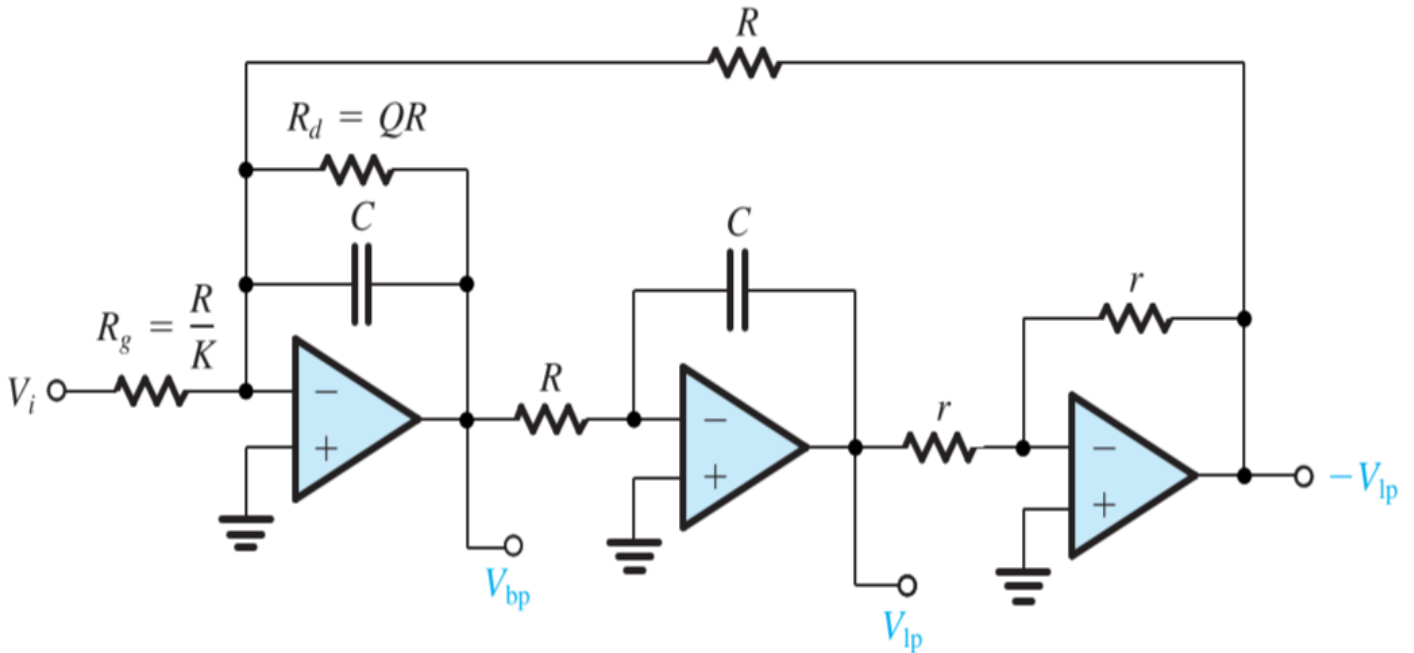 R
R_d = QR
C
C
r
R_g = R/K
R
r
V_i
−
+
−
+
−
+
−V_lp
V_bp
V_lp